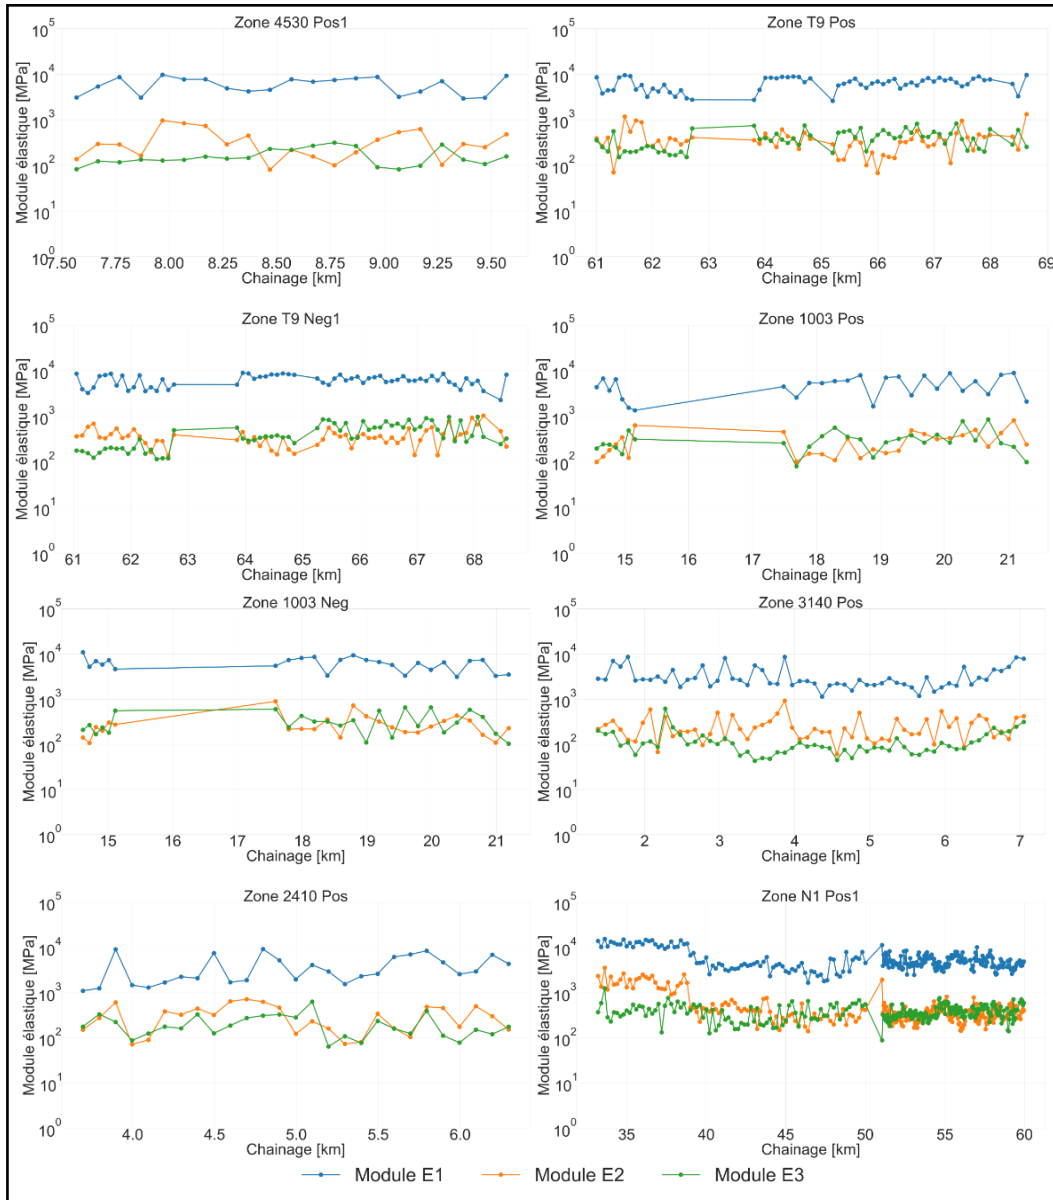 Zone 4530 Pos1
Module élastique [MPa]
10^5
10^4
10^3
10^2
10^1
10^0
7.50 7.75 8.00 8.25 8.50 8.75 9.00 9.25 9.50
Chainage [km]
Zone T9 Pos
Module élastique [MPa]
10^5
10^4
10^3
10^2
10^1
10^0
61 62 63 64 65 66 67 68 69
Chainage [km]
Zone T9 Neg1
Module élastique [MPa]
10^5
10^4
10^3
10^2
10^1
10^0
61 62 63 64 65 66 67 68
Chainage [km]
Zone 1003 Pos
Module élastique [MPa]
10^5
10^4
10^3
10^2
10^1
10^0
15 16 17 18 19 20 21
Chainage [km]
Zone 1003 Neg
Module élastique [MPa]
10^5
10^4
10^3
10^2
10^1
10^0
15 16 17 18 19 20 21
Chainage [km]
Zone 3140 Pos
Module élastique [MPa]
10^5
10^4
10^3
10^2
10^1
10^0
2 3 4 5 6 7
Chainage [km]
Zone 2410 Pos
Module élastique [MPa]
10^5
10^4
10^3
10^2
10^1
10^0
4.0 4.5 5.0 5.5 6.0
Chainage [km]
Zone N1 Pos1
Module élastique [MPa]
10^5
10^4
10^3
10^2
10^1
10^0
35 40 45 50 55 60
Chainage [km]
Module E1 Module E2 Module E3